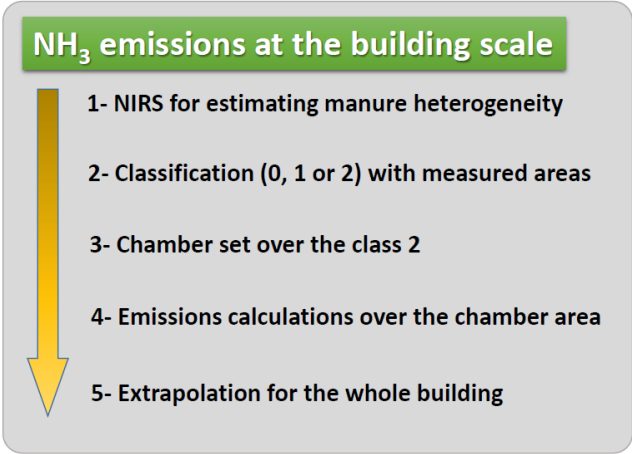 NH₃ emissions at the building scale
1- NIRS for estimating manure heterogeneity
2- Classification (0, 1 or 2) with measured areas
3- Chamber set over the class 2
4- Emissions calculations over the chamber area
5- Extrapolation for the whole building